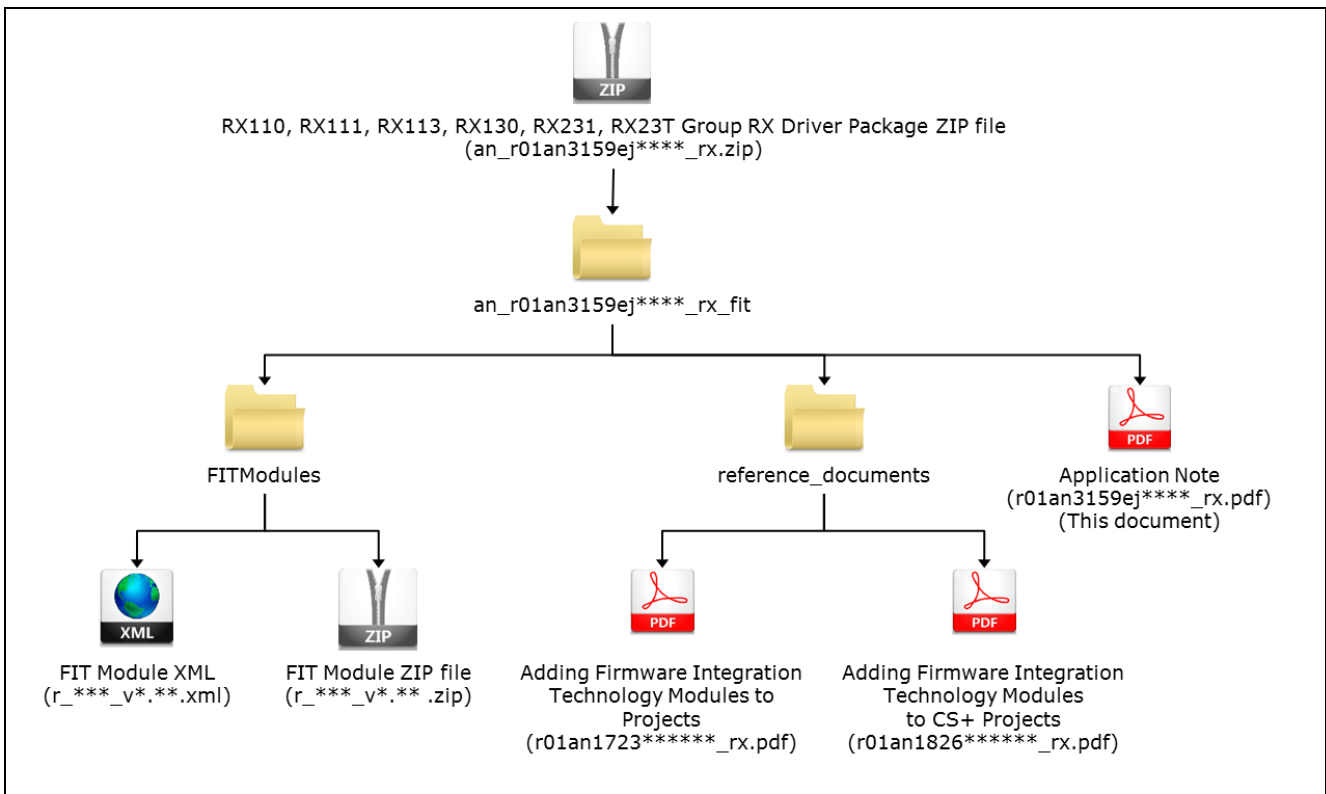 ZIP
RX110, RX111, RX113, RX130, RX231, RX23T Group RX Driver Package ZIP file
(an_r01an3159ej****_rx.zip)
an_r01an3159ej****_rx_fit
FITModules
reference_documents
PDF
Application Note
(r01an3159ej****_rx.pdf)
(This document)
XML
FIT Module XML
(r_***_v*.**.xml)
ZIP
FIT Module ZIP file
(r_***_v*.** .zip)
PDF
Adding Firmware Integration
Technology Modules to
Projects
(r01an1723******_rx.pdf)
PDF
Adding Firmware Integration
Technology Modules
to CS+ Projects
(r01an1826******_rx.pdf)